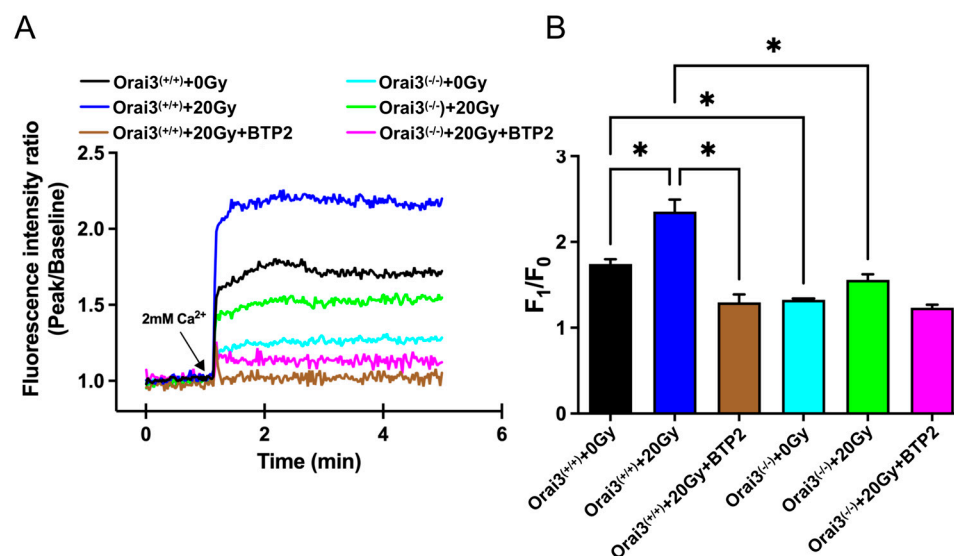 A
Orai3(+/+)+0Gy
Orai3(-/-)+0Gy
Orai3(+/+)+20Gy
Orai3(-/-)+20Gy
Orai3(+/+)+20Gy+BTP2
Orai3(-/-)+20Gy+BTP2
Fluorescence intensity ratio
(Peak/Baseline)
2.5
2.0
1.5
1.0
2mM Ca²⁺
0
2
4
6
Time (min)
B
*
*
*
*
F₁/F₀
3
2
1
0
Orai3(+/+)+0Gy
Orai3(+/+)+20Gy
Orai3(+/+)+20Gy+BTP2
Orai3(-/-)+0Gy
Orai3(-/-)+20Gy
Orai3(-/-)+20Gy+BTP2